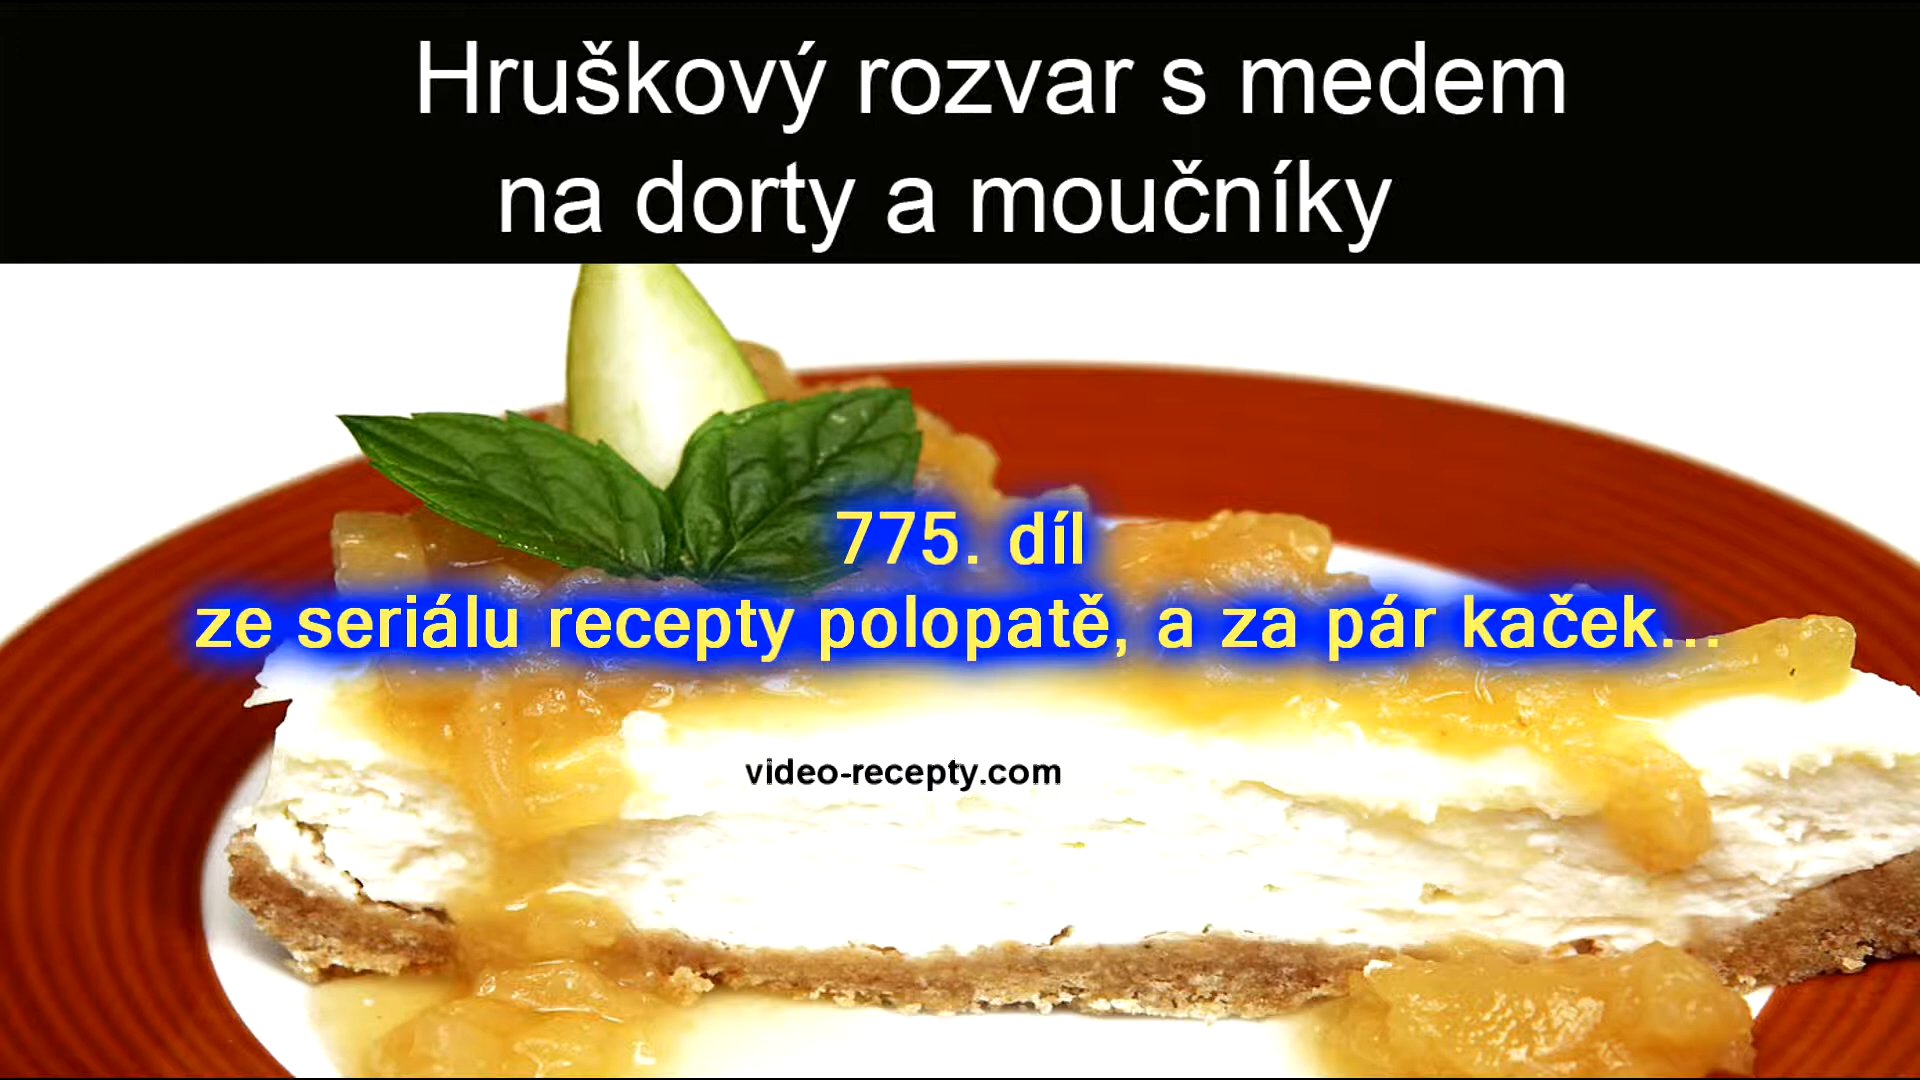 Hruškový rozvar s medem
na dorty a moučníky
775. díl
ze seriálu recepty polopatě, a za pár kaček...
video-recepty.com